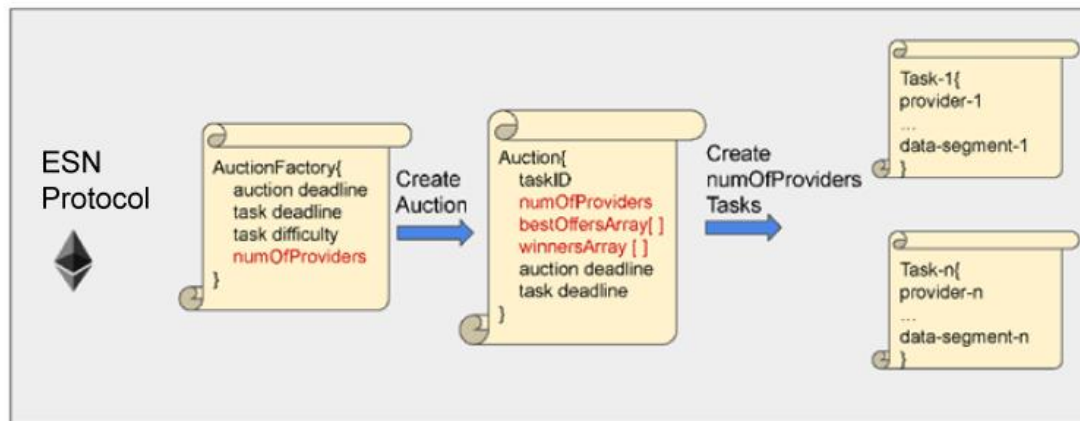 ESN
Protocol
AuctionFactory{
auction deadline
task deadline
task difficulty
numOfProviders
}
Create
Auction
Auction{
taskID
numOfProviders
bestOffersArray[ ]
winnersArray [ ]
auction deadline
task deadline
}
Create
numOfProviders
Tasks
Task-1{
provider-1
...
data-segment-1
}
Task-n{
provider-n
...
data-segment-n
}